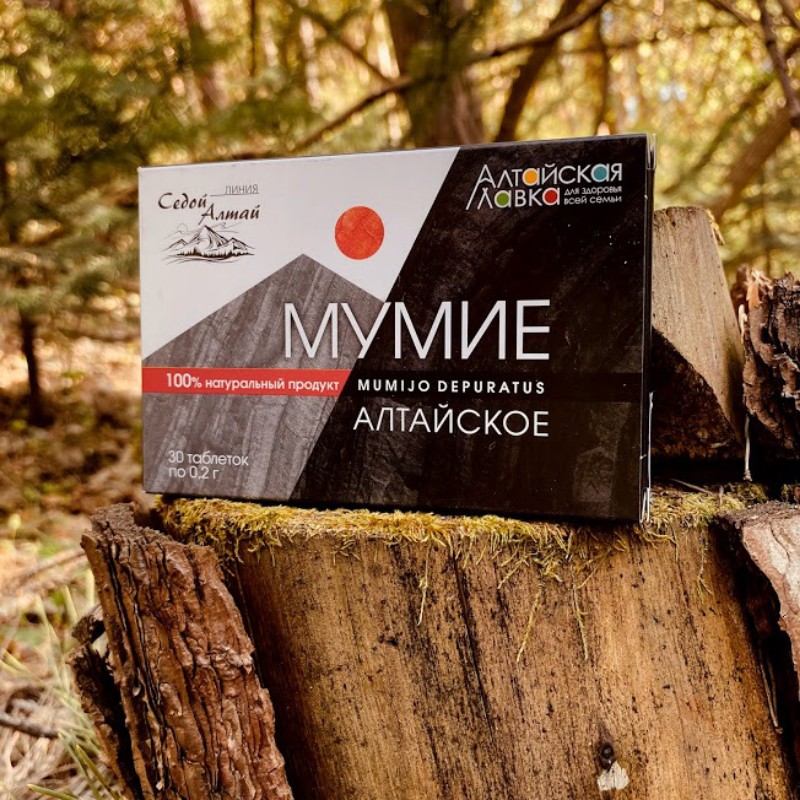 ЛИНИЯ
Седой
Алтай
Алтайская
Лавка
для здоровья
всей семьи
МУМИЕ
100% натуральный продукт
MUMIJO DEPURATUS
АЛТАЙСКОЕ
30 таблеток
по 0,2 г